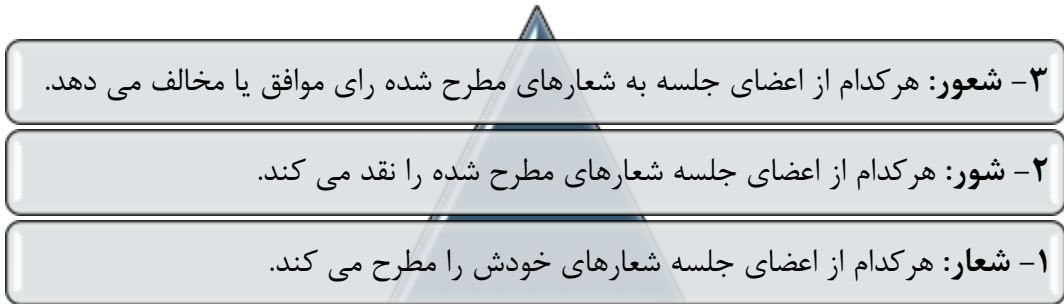 ۳- شعور: هرکدام از اعضای جلسه به شعارهای مطرح شده رای موافق یا مخالف می دهد.
۲- شور: هرکدام از اعضای جلسه شعارهای مطرح شده را نقد می کند.
۱- شعار: هرکدام از اعضای جلسه شعارهای خودش را مطرح می کند.